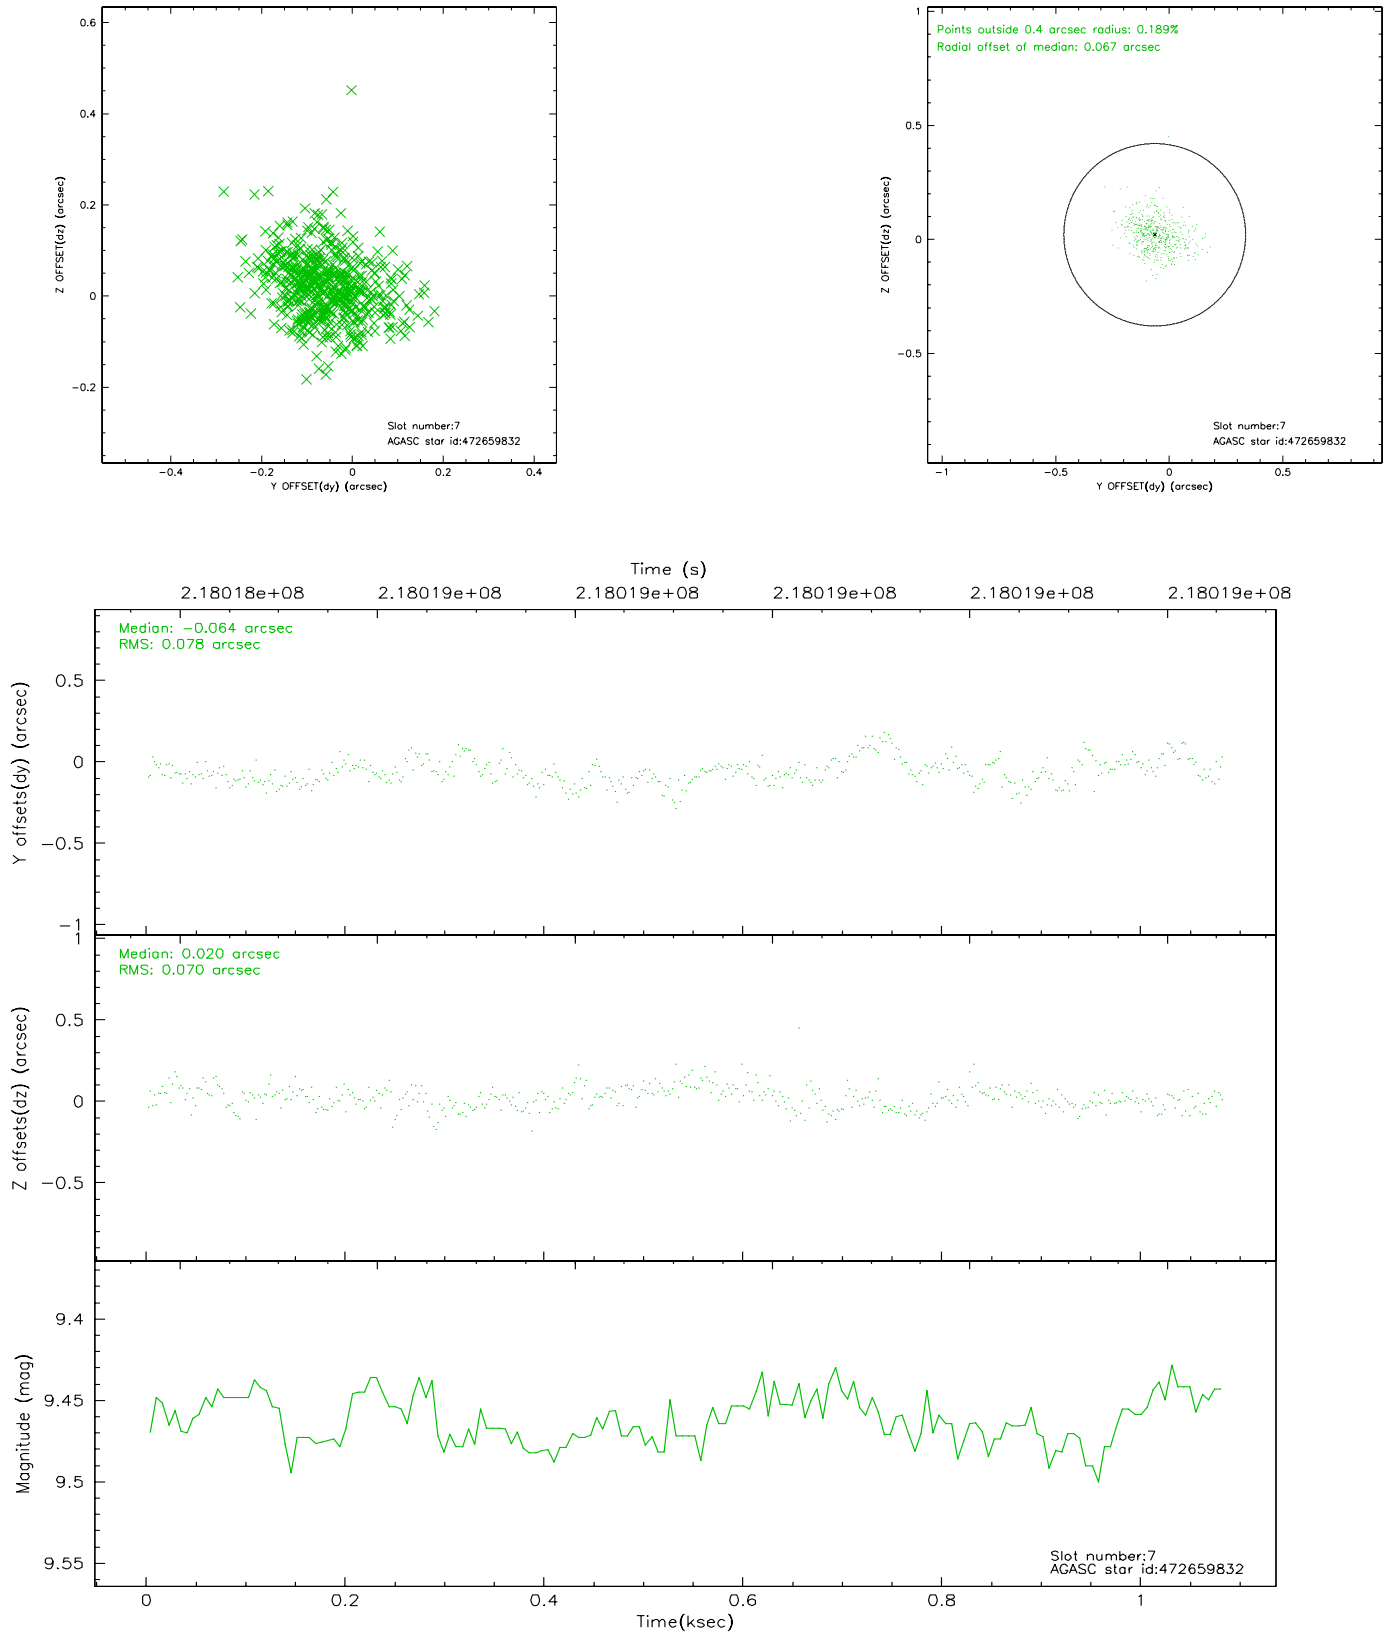 0.6
0.4
0.2
0
−0.2
−0.4
−0.2
0
0.2
0.4
Z OFFSET(dz) (arcsec)
Y OFFSET(dy) (arcsec)
Slot number:7
AGASC star id:472659832
Points outside 0.4 arcsec radius: 0.189%
Radial offset of median: 0.067 arcsec
1
0.5
0
−0.5
−1
−0.5
0
0.5
Z OFFSET(dz) (arcsec)
Y OFFSET(dy) (arcsec)
Slot number:7
AGASC star id:472659832
Time (s)
2.18018e+08 2.18019e+08 2.18019e+08 2.18019e+08 2.18019e+08 2.18019e+08
Median: −0.064 arcsec
RMS: 0.078 arcsec
0.5
0
−0.5
−1
Y offsets(dy) (arcsec)
Median: 0.020 arcsec
RMS: 0.070 arcsec
1
0.5
0
−0.5
Z offsets(dz) (arcsec)
9.4
9.45
9.5
9.55
Magnitude (mag)
Slot number:7
AGASC star id:472659832
0 0.2 0.4 0.6 0.8 1
Time(ksec)